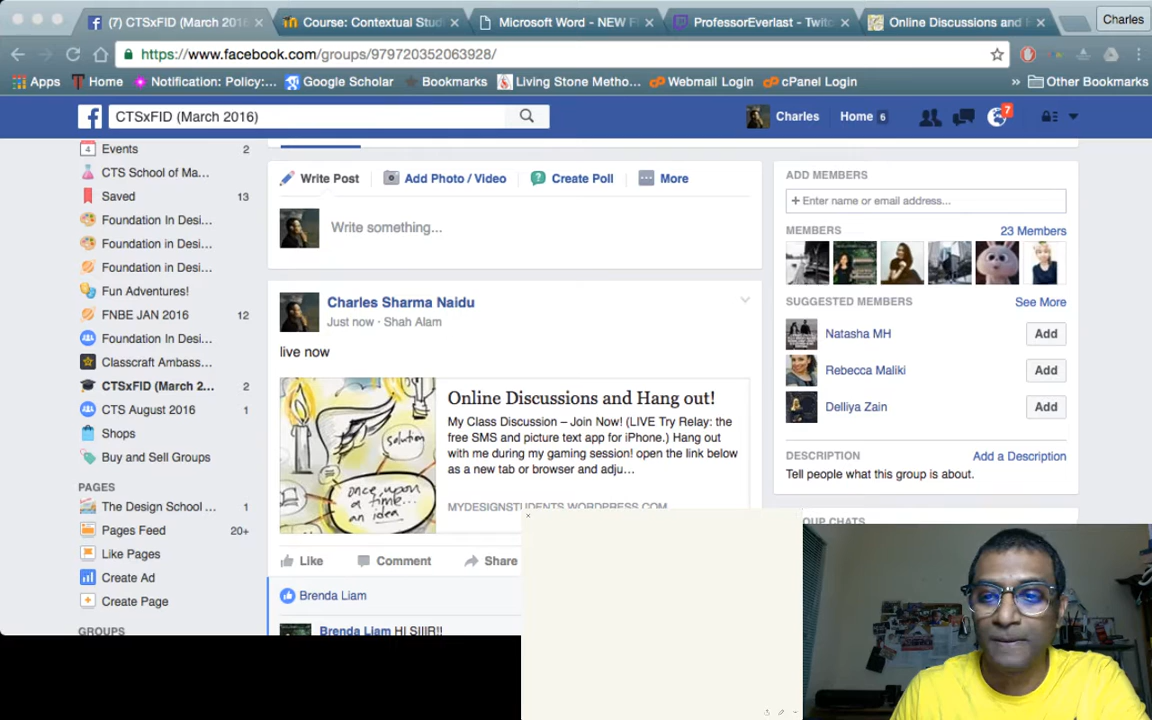 (7) CTSxFID (March 2016
Course: Contextual Stud
Microsoft Word - NEW F
ProfessorEverlast - Twitc
Online Discussions and H
Charles
https://www.facebook.com/groups/979720352063928/
Apps
Home
Notification: Policy:...
Google Scholar
Bookmarks
Living Stone Metho...
Webmail Login
cPanel Login
»
Other Bookmarks
CTSxFID (March 2016)
Charles
Home 6
7
4 Events 2
CTS School of Ma...
Saved 13
Foundation In Desi...
Foundation in Desi...
Foundation in Desi...
Fun Adventures!
FNBE JAN 2016 12
Foundation In Desi...
Classcraft Ambass...
CTSxFID (March 2... 2
CTS August 2016 1
Shops
Buy and Sell Groups
PAGES
The Design School ... 1
Pages Feed 20+
Like Pages
Create Ad
Create Page
GROUPS
Write Post
Add Photo / Video
Create Poll
More
Write something...
Charles Sharma Naidu
Just now · Shah Alam
live now
solution
once upon
a time...
an idea
Online Discussions and Hang out!
My Class Discussion – Join Now! (LIVE Try Relay: the
free SMS and picture text app for iPhone.) Hang out
with me during my gaming session! open the link below
as a new tab or browser and adju...
MYDESIGNSTUDENTS.WORDPRESS.COM
Like
Comment
Share
Brenda Liam
Brenda Liam HI SIIIR!!
ADD MEMBERS
+ Enter name or email address...
MEMBERS
23 Members
SUGGESTED MEMBERS
See More
Natasha MH
Add
Rebecca Maliki
Add
Delliya Zain
Add
DESCRIPTION
Add a Description
Tell people what this group is about.
GROUP CHATS